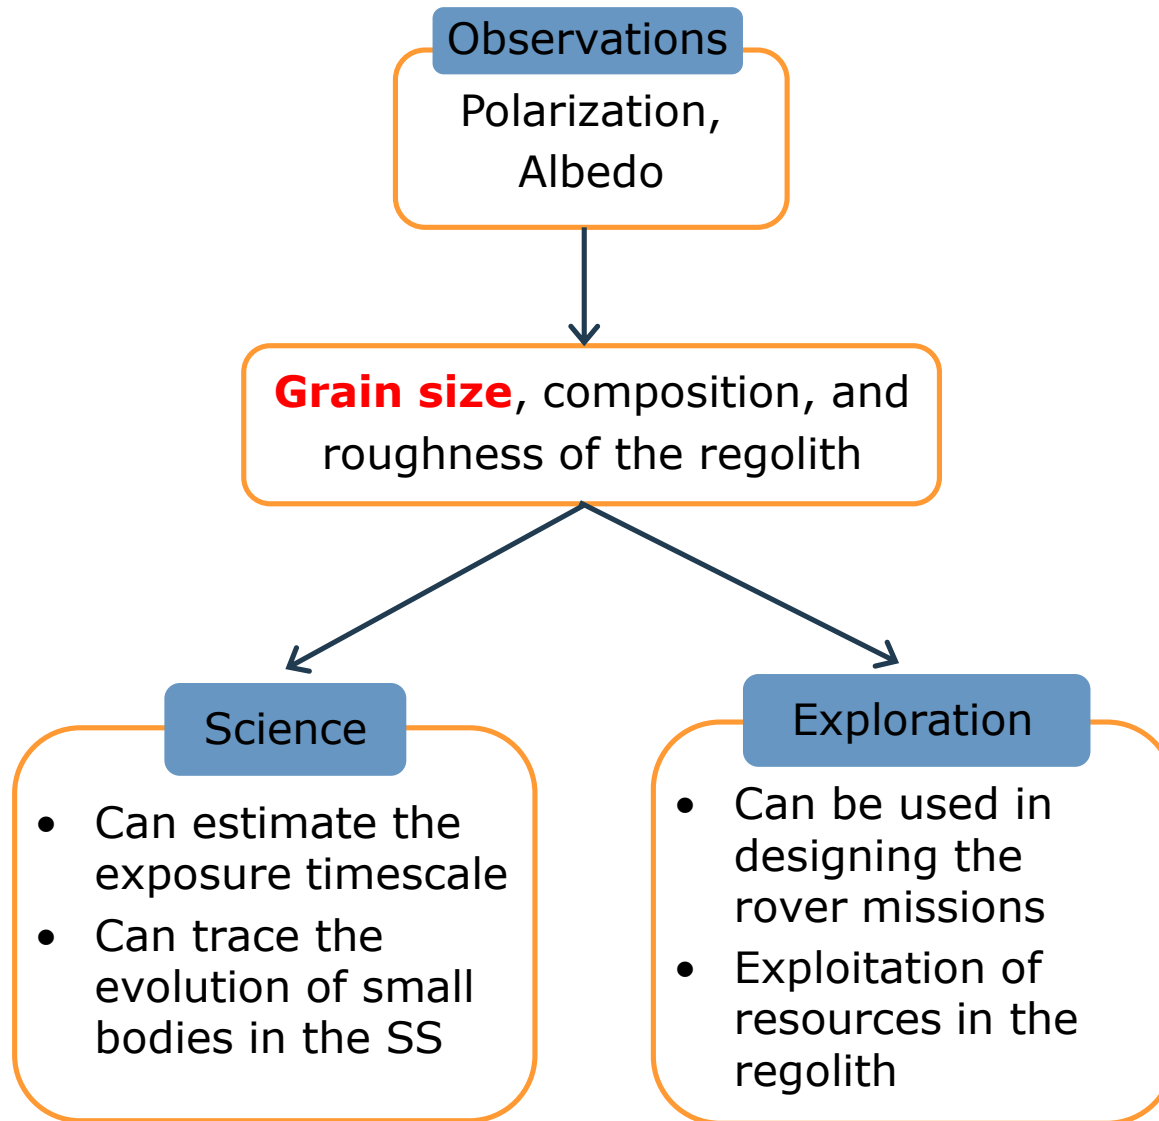 Observations
Polarization,
Albedo
Grain size, composition, and
roughness of the regolith
Science
• Can estimate the
exposure timescale
• Can trace the
evolution of small
bodies in the SS
Exploration
• Can be used in
designing the
rover missions
• Exploitation of
resources in the
regolith